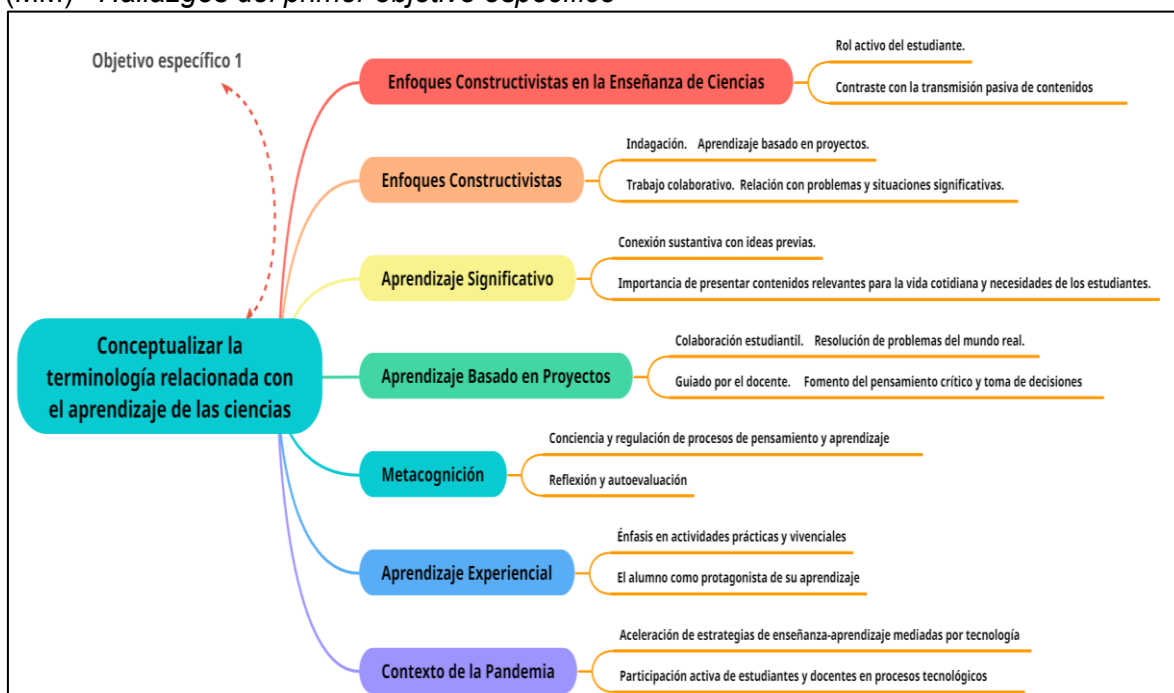 (MM) Hallazgos del primer objetivo específico
Objetivo específico 1
Conceptualizar la
terminología relacionada con
el aprendizaje de las ciencias
Enfoques Constructivistas en la Enseñanza de Ciencias
Rol activo del estudiante.
Contraste con la transmisión pasiva de contenidos
Enfoques Constructivistas
Indagación. Aprendizaje basado en proyectos.
Trabajo colaborativo. Relación con problemas y situaciones significativas.
Aprendizaje Significativo
Conexión sustantiva con ideas previas.
Importancia de presentar contenidos relevantes para la vida cotidiana y necesidades de los estudiantes.
Aprendizaje Basado en Proyectos
Colaboración estudiantil. Resolución de problemas del mundo real.
Guiado por el docente. Fomento del pensamiento crítico y toma de decisiones
Metacognición
Conciencia y regulación de procesos de pensamiento y aprendizaje
Reflexión y autoevaluación
Aprendizaje Experiencial
Énfasis en actividades prácticas y vivenciales
El alumno como protagonista de su aprendizaje
Contexto de la Pandemia
Aceleración de estrategias de enseñanza-aprendizaje mediadas por tecnología
Participación activa de estudiantes y docentes en procesos tecnológicos